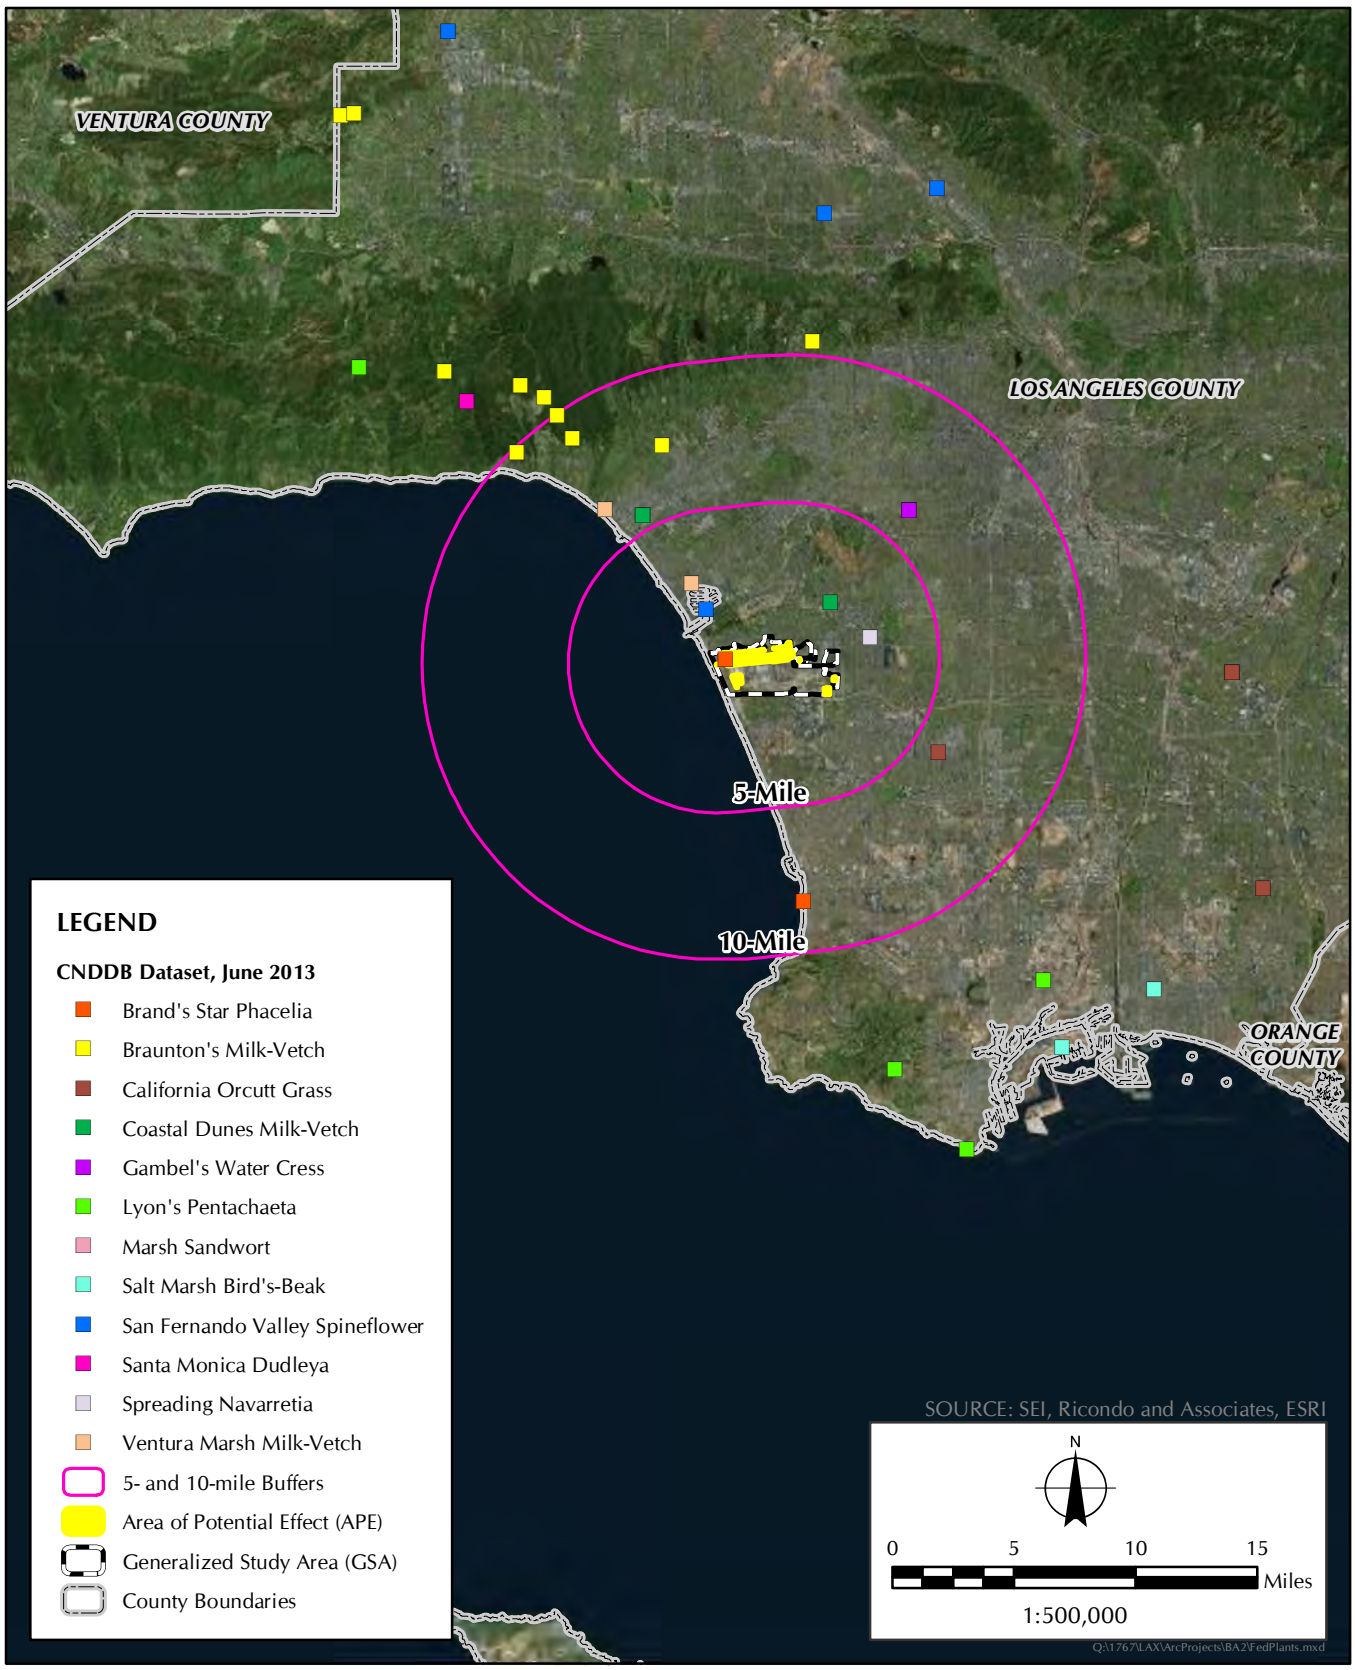 VENTURA COUNTY
LOS ANGELES COUNTY
5-Mile
10-Mile
ORANGE
COUNTY
LEGEND
CNDDB Dataset, June 2013
Brand's Star Phacelia
Braunton's Milk-Vetch
California Orcutt Grass
Coastal Dunes Milk-Vetch
Gambel's Water Cress
Lyon's Pentachaeta
Marsh Sandwort
Salt Marsh Bird's-Beak
San Fernando Valley Spineflower
Santa Monica Dudleya
Spreading Navarretia
Ventura Marsh Milk-Vetch
5- and 10-mile Buffers
Area of Potential Effect (APE)
Generalized Study Area (GSA)
County Boundaries
SOURCE: SEI, Ricondo and Associates, ESRI
N
0 5 10 15
Miles
1:500,000
Q:\1767\LAX\ArcProjects\BA2\FedPlants.mxd